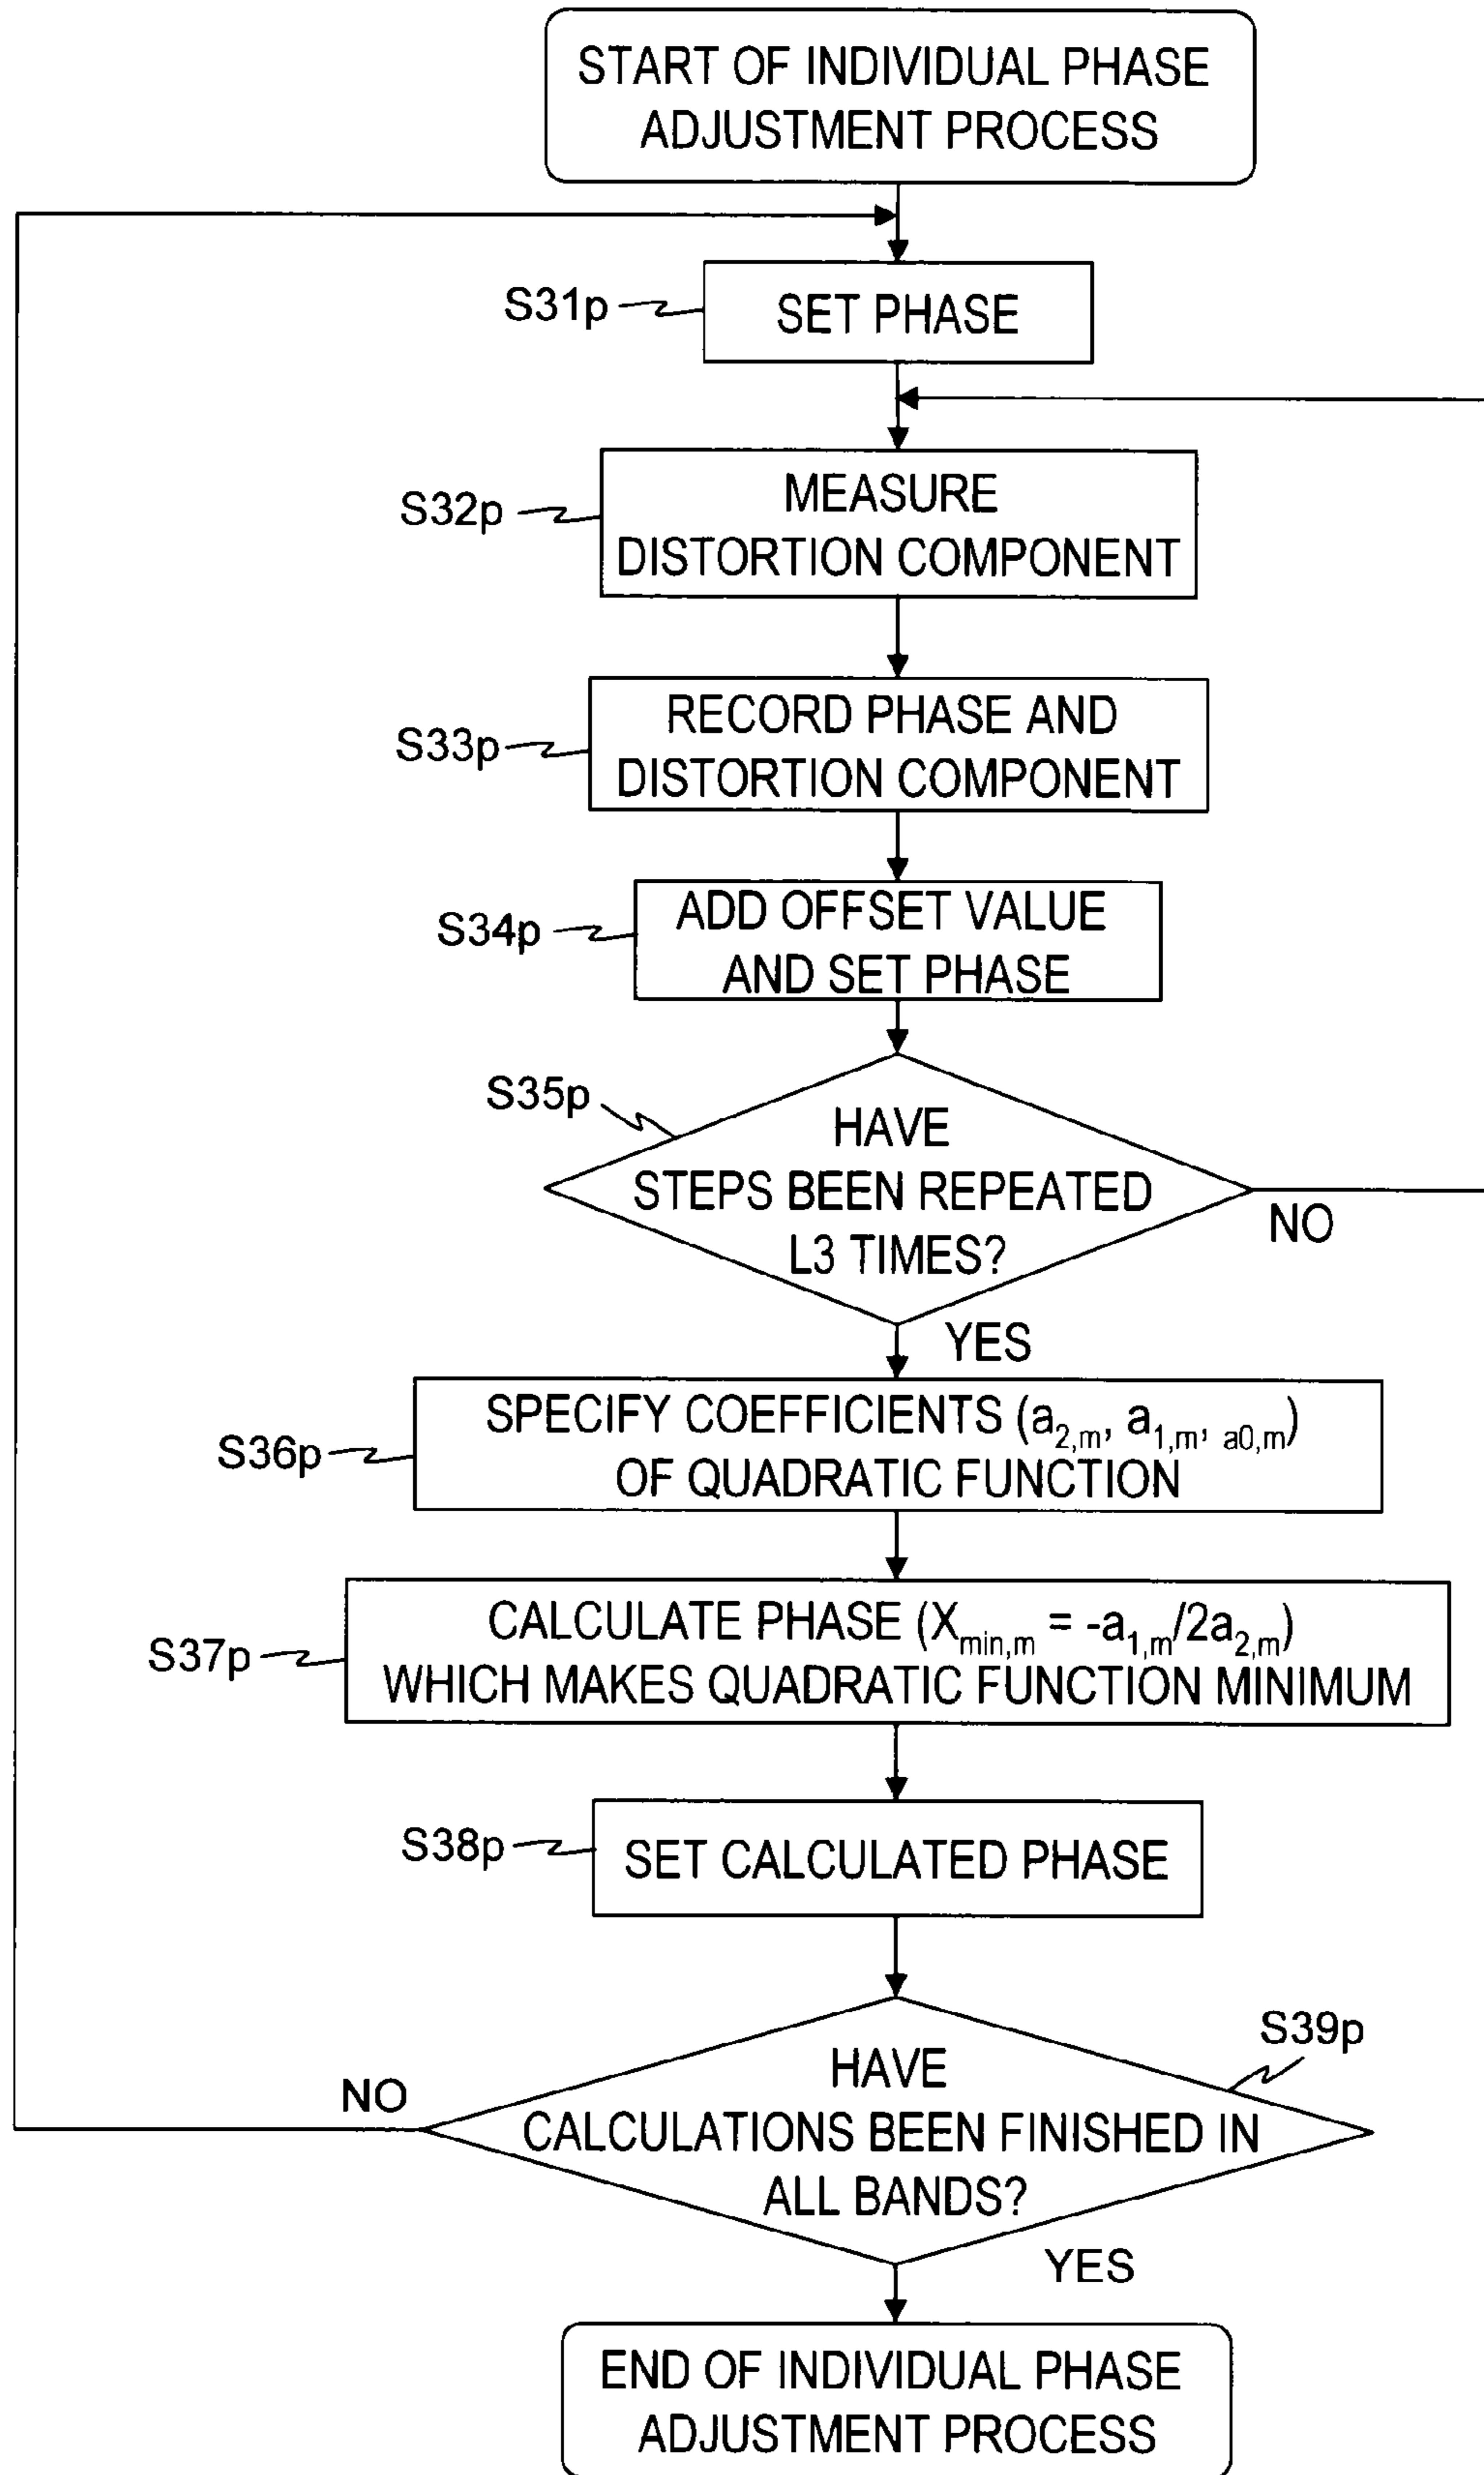 START OF INDIVIDUAL PHASE
ADJUSTMENT PROCESS
S31p
SET PHASE
S32p
MEASURE
DISTORTION COMPONENT
S33p
RECORD PHASE AND
DISTORTION COMPONENT
S34p
ADD OFFSET VALUE
AND SET PHASE
S35p
HAVE
STEPS BEEN REPEATED
L3 TIMES?
NO
YES
S36p
SPECIFY COEFFICIENTS (a2,m, a1,m, a0,m)
OF QUADRATIC FUNCTION
S37p
CALCULATE PHASE (Xmin,m = -a1,m/2a2,m)
WHICH MAKES QUADRATIC FUNCTION MINIMUM
S38p
SET CALCULATED PHASE
S39p
HAVE
CALCULATIONS BEEN FINISHED IN
ALL BANDS?
NO
YES
END OF INDIVIDUAL PHASE
ADJUSTMENT PROCESS